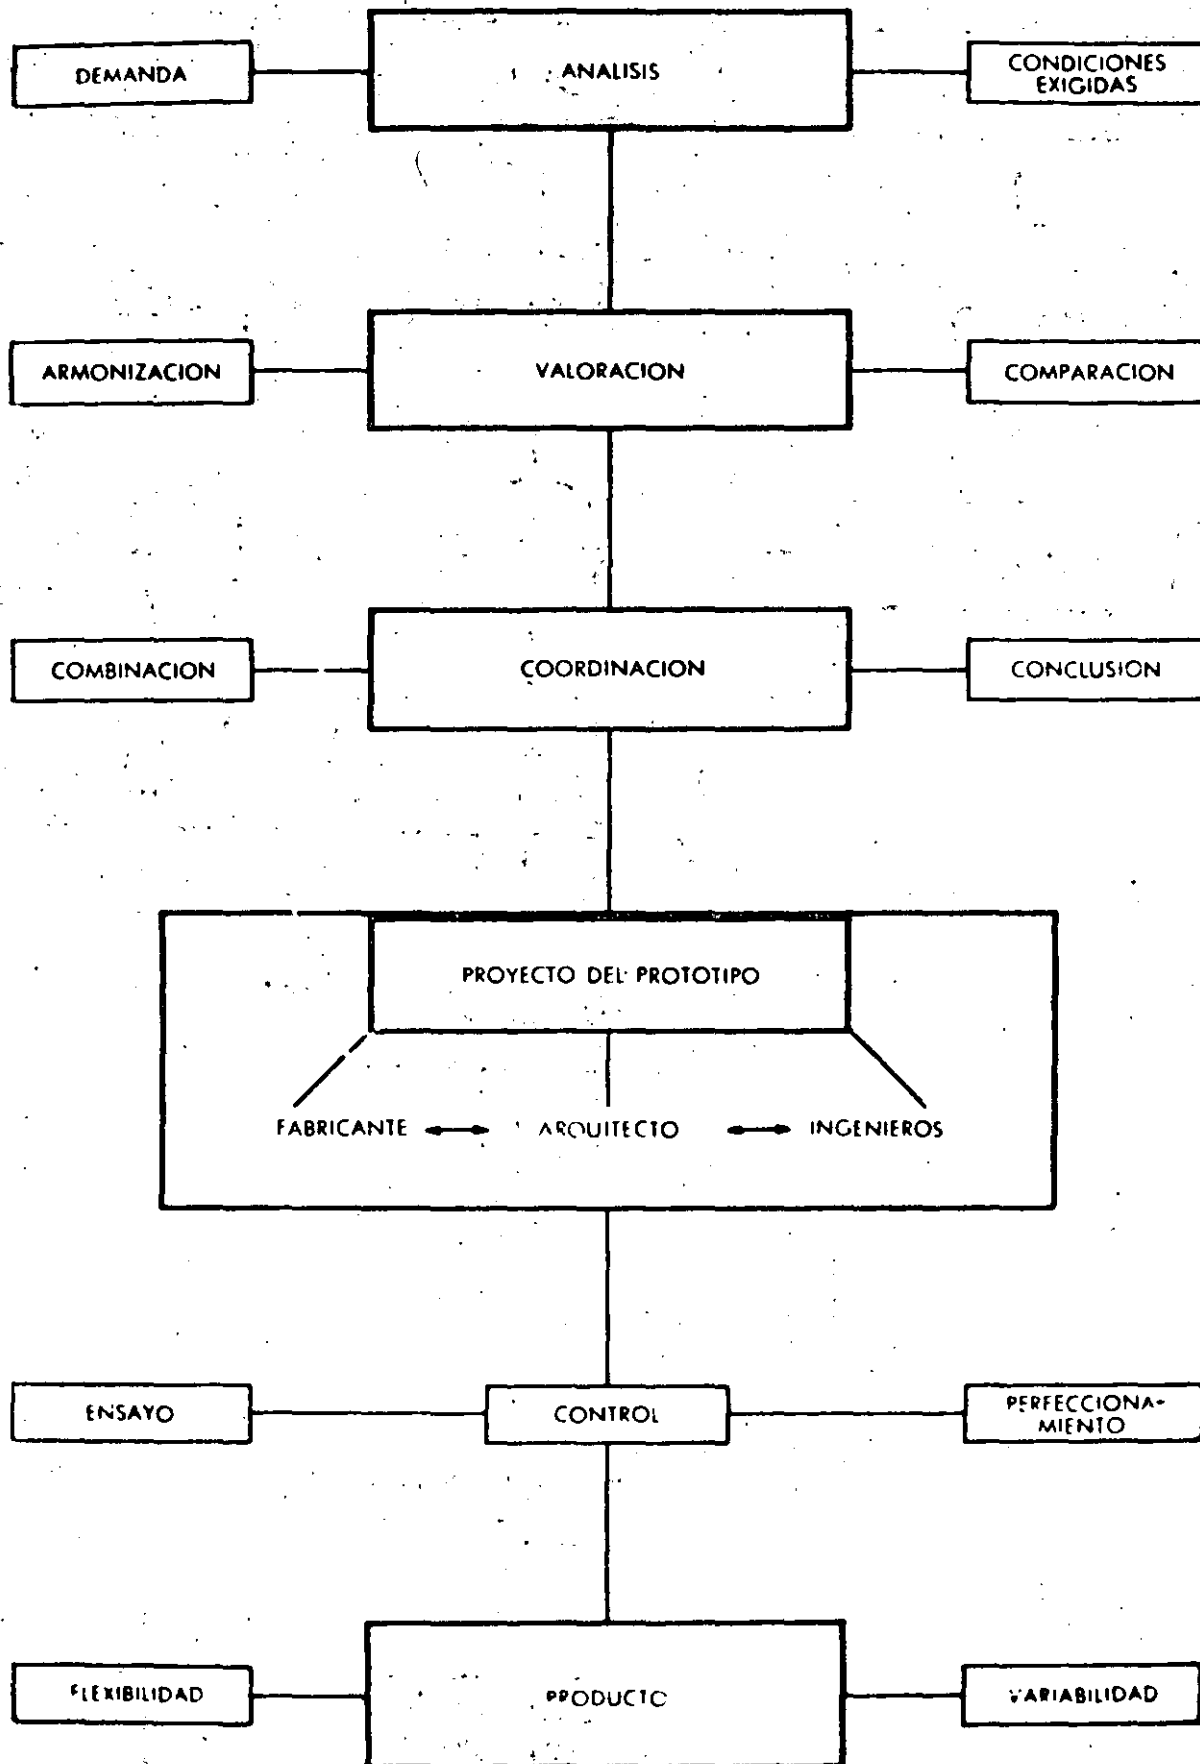 DEMANDA
ANALISIS
CONDICIONES
EXIGIDAS
ARMONIZACION
VALORACION
COMPARACION
COMBINACION
COORDINACION
CONCLUSION
PROYECTO DEL PROTOTIPO
FABRICANTE
ARQUITECTO
INGENIEROS
ENSAYO
CONTROL
PERFECCIONA-
MIENTO
FLEXIBILIDAD
PRODUCTO
VARIABILIDAD